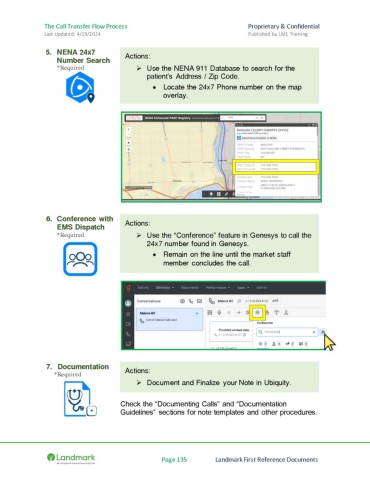 The Call Transfer Flow Process
Proprietary & Confidential
Last Updated: 4/19/2024
Published by LM1 Training
5. NENA 24x7
Number Search
*Required
Actions:
➢ Use the NENA 911 Database to search for the
patient's Address / Zip Code.
• Locate the 24x7 Phone number on the map
overlay.
NENA Enhanced PSAP Registry
6. Conference with
EMS Dispatch
*Required
Actions:
➢ Use the "Conference" feature in Genesys to call the
24x7 number found in Genesys.
• Remain on the line until the market staff
member concludes the call.
Conversations
Conference
7. Documentation
*Required
Actions:
➢ Document and Finalize your Note in Ubiquity.
Check the "Documenting Calls" and "Documentation
Guidelines" sections for note templates and other procedures.
Landmark
Page 135
Landmark First Reference Documents